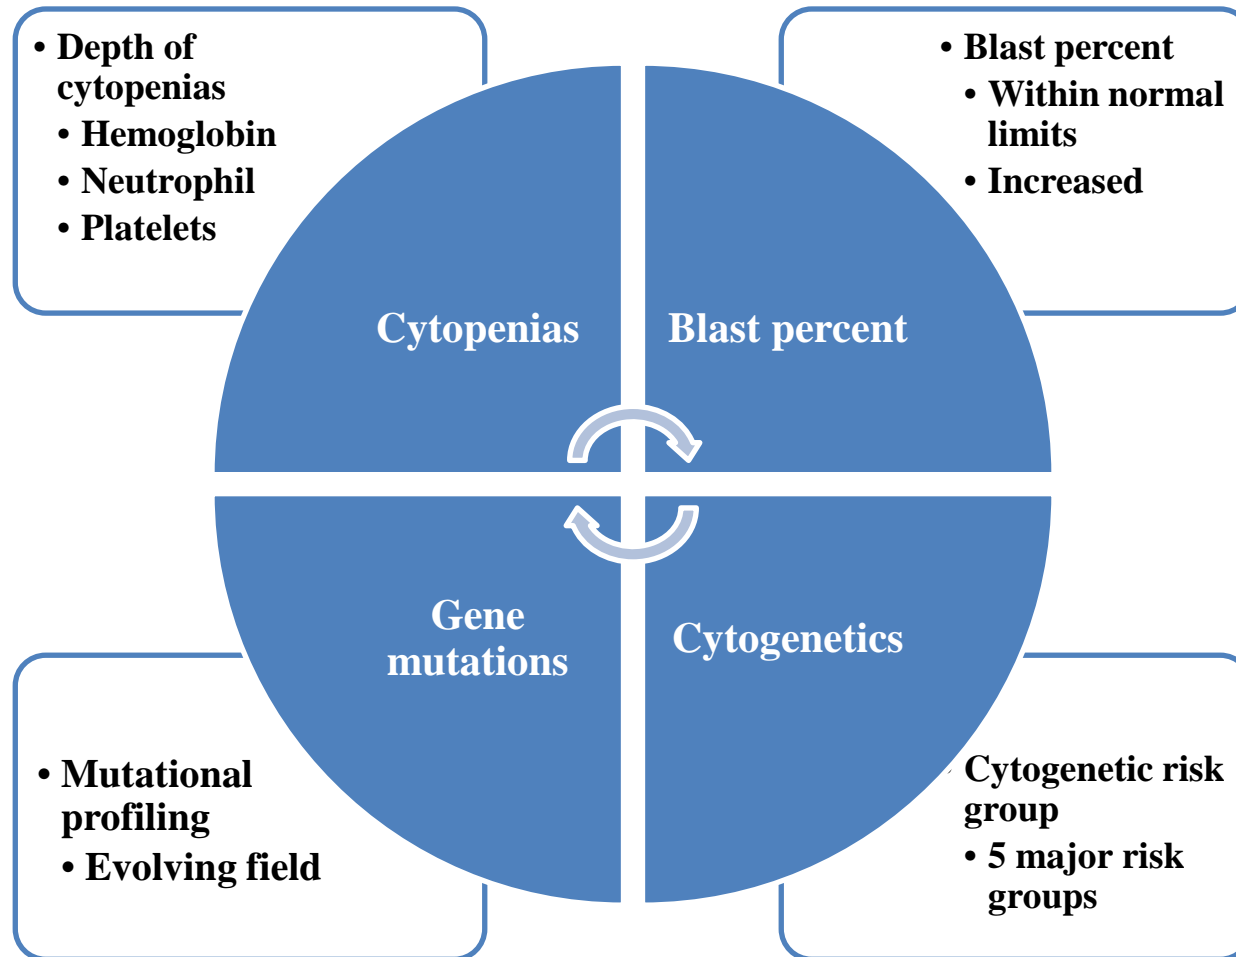 • Depth of
cytopenias
• Hemoglobin
• Neutrophil
• Platelets
• Blast percent
• Within normal
limits
• Increased
Cytopenias
Blast percent
Gene
mutations
Cytogenetics
• Mutational
profiling
• Evolving field
Cytogenetic risk
group
• 5 major risk
groups